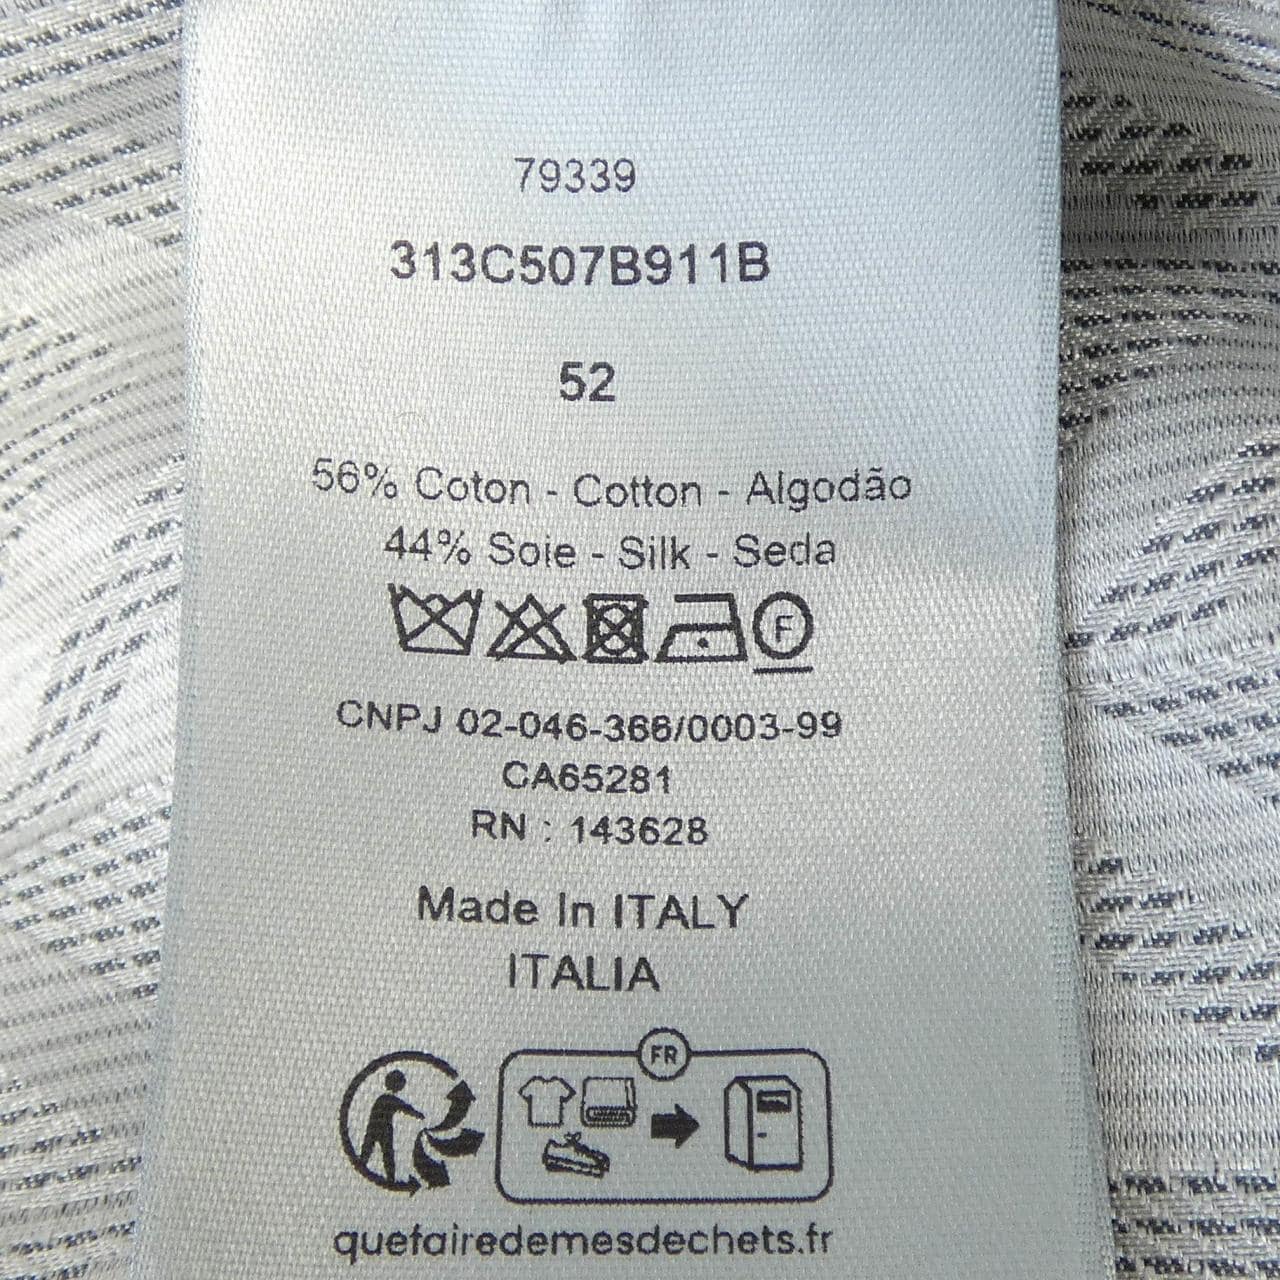 79339
313C507B911B
52
56% Coton - Cotton - Algodão
44% Soie - Silk - Seda
F
CNPJ 02-046-366/0003-99
CA65281
RN : 143628
Made In ITALY
ITALIA
FR
quefairedemesdechets.fr